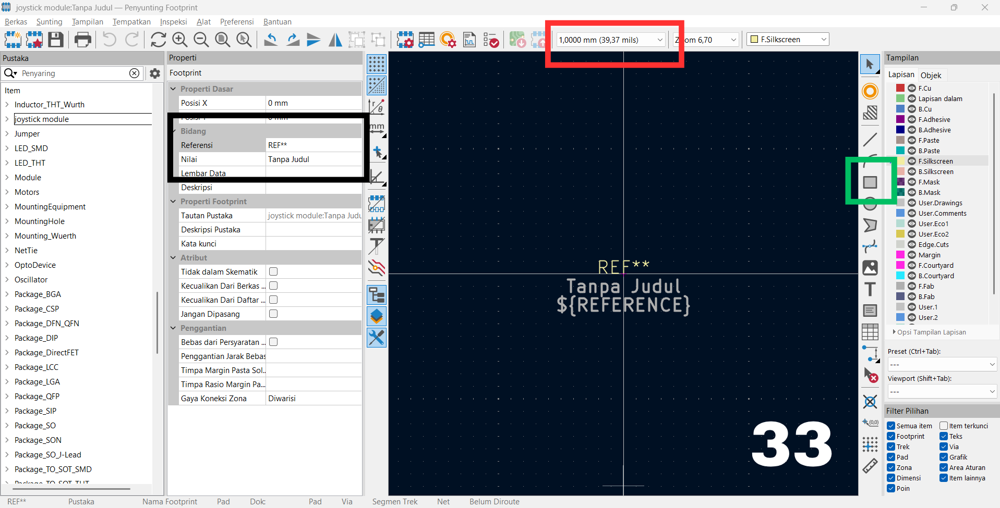 joystick module:Tanpa Judul — Penyunting Footprint
Berkas Sunting Tampilan Tempatkan Inspeksi Alat Preferensi Bantuan
1,0000 mm (39,37 mils)
Zoom 6,70
F.Silkscreen
Pustaka
Penyaring
Item
Inductor_THT_Wurth
joystick module
Jumper
LED_SMD
LED_THT
Module
Motors
MountingEquipment
MountingHole
Mounting_Wuerth
NetTie
OptoDevice
Oscillator
Package_BGA
Package_CSP
Package_DFN_QFN
Package_DIP
Package_DirectFET
Package_LCC
Package_LGA
Package_QFP
Package_SIP
Package_SO
Package_SON
Package_SO_J-Lead
Package_TO_SOT_SMD
Package_TO_SOT_THT
Properti
Footprint
Properti Dasar
Posisi X 0 mm
Bidang
Referensi REF**
Nilai Tanpa Judul
Lembar Data
Deskripsi
Properti Footprint
Tautan Pustaka joystick module:Tanpa Judu
Deskripsi Pustaka
Kata kunci
Atribut
Tidak dalam Skematik
Kecualikan Dari Berkas ...
Kecualikan Dari Daftar ...
Jangan Dipasang
Penggantian
Bebas dari Persyaratan ...
Penggantian Jarak Bebas
Timpa Margin Pasta Sol...
Timpa Rasio Margin Pa...
Gaya Koneksi Zona Diwarisi
mm
REF**
Tanpa Judul
${REFERENCE}
33
(0,0)
Tampilan
Lapisan Objek
F.Cu
Lapisan dalam
B.Cu
F.Adhesive
B.Adhesive
F.Paste
B.Paste
F.Silkscreen
B.Silkscreen
F.Mask
B.Mask
User.Drawings
User.Comments
User.Eco1
User.Eco2
Edge.Cuts
Margin
F.Courtyard
B.Courtyard
F.Fab
B.Fab
User.1
User.2
Opsi Tampilan Lapisan
Preset (Ctrl+Tab):
---
Viewport (Shift+Tab):
---
Filter Pilihan
Semua item Item terkunci
Footprint Teks
Trek Via
Pad Grafik
Zona Area Aturan
Dimensi Item lainnya
Poin
REF** Pustaka Nama Footprint Pad Dok: Pad Via Segmen Trek Net Belum Diroute